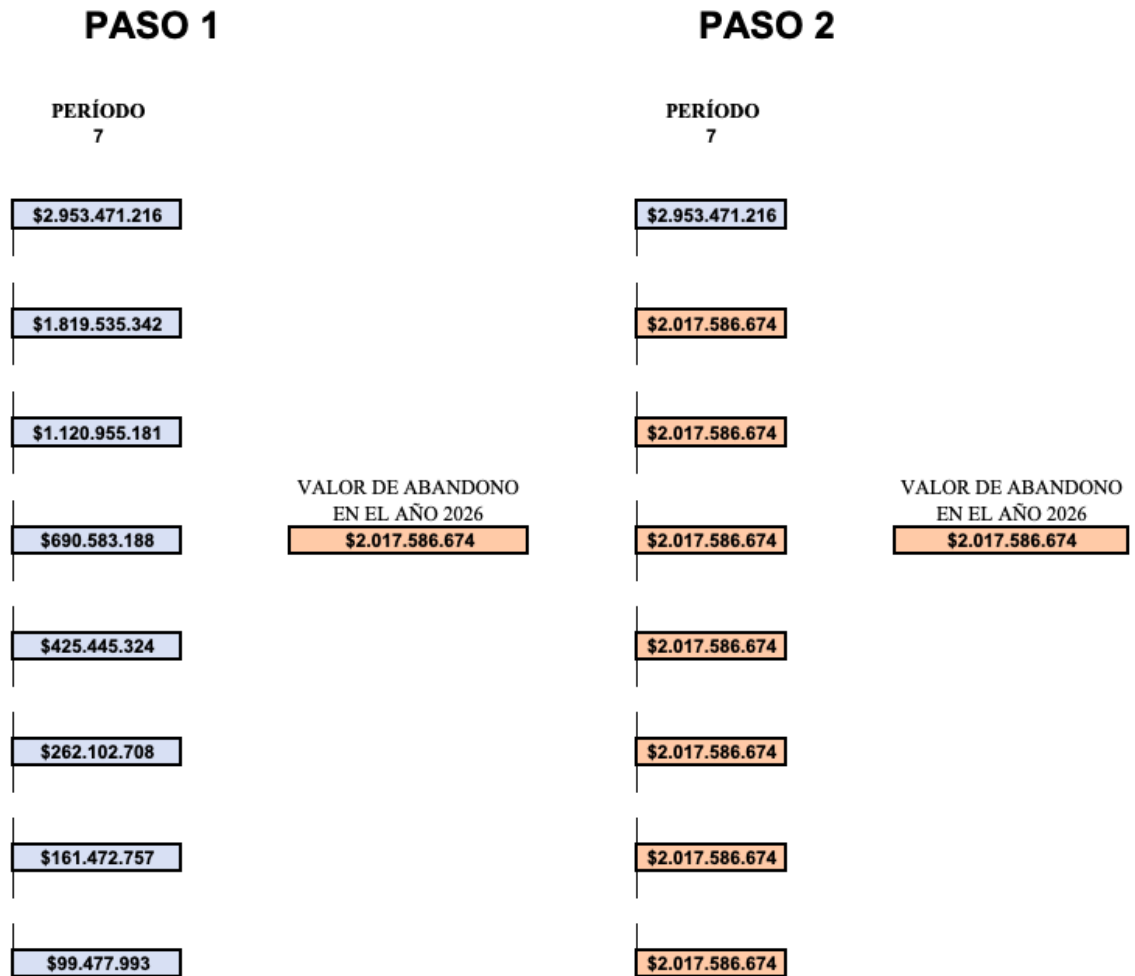 PASO 1
PASO 2
PERÍODO
7
PERÍODO
7
$2.953.471.216
$2.953.471.216
$1.819.535.342
$2.017.586.674
$1.120.955.181
$2.017.586.674
VALOR DE ABANDONO
EN EL AÑO 2026
VALOR DE ABANDONO
EN EL AÑO 2026
$690.583.188
$2.017.586.674
$2.017.586.674
$2.017.586.674
$425.445.324
$2.017.586.674
$262.102.708
$2.017.586.674
$161.472.757
$2.017.586.674
$99.477.993
$2.017.586.674